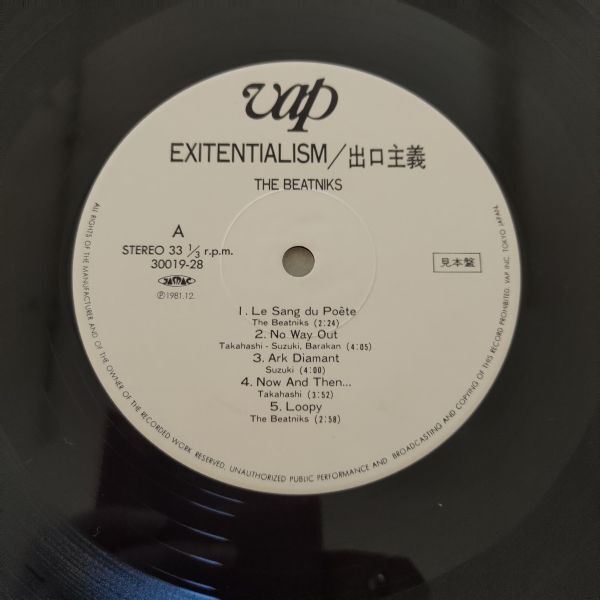 vap
EXITENTIALISM/出口主義
THE BEATNIKS
A
STEREO 33 1/3 r.p.m.
30019-28
JASRAC
Ⓟ1981.12.
見本盤
1. Le Sang du Poête
The Beatniks (2:24)
2. No Way Out
Takahashi - Suzuki, Barakan (4:05)
3. Ark Diamant
Suzuki (4:00)
4. Now And Then...
Takahashi (3:52)
5. Loopy
The Beatniks (2:58)
ALL RIGHTS OF THE MANUFACTURER AND OF THE OWNER OF THE RECORDED WORK RESERVED. UNAUTHORIZED PUBLIC PERFORMANCE AND BROADCASTING AND COPYING OF THIS RECORD PROHIBITED. VAP INC. TOKYO JAPAN.